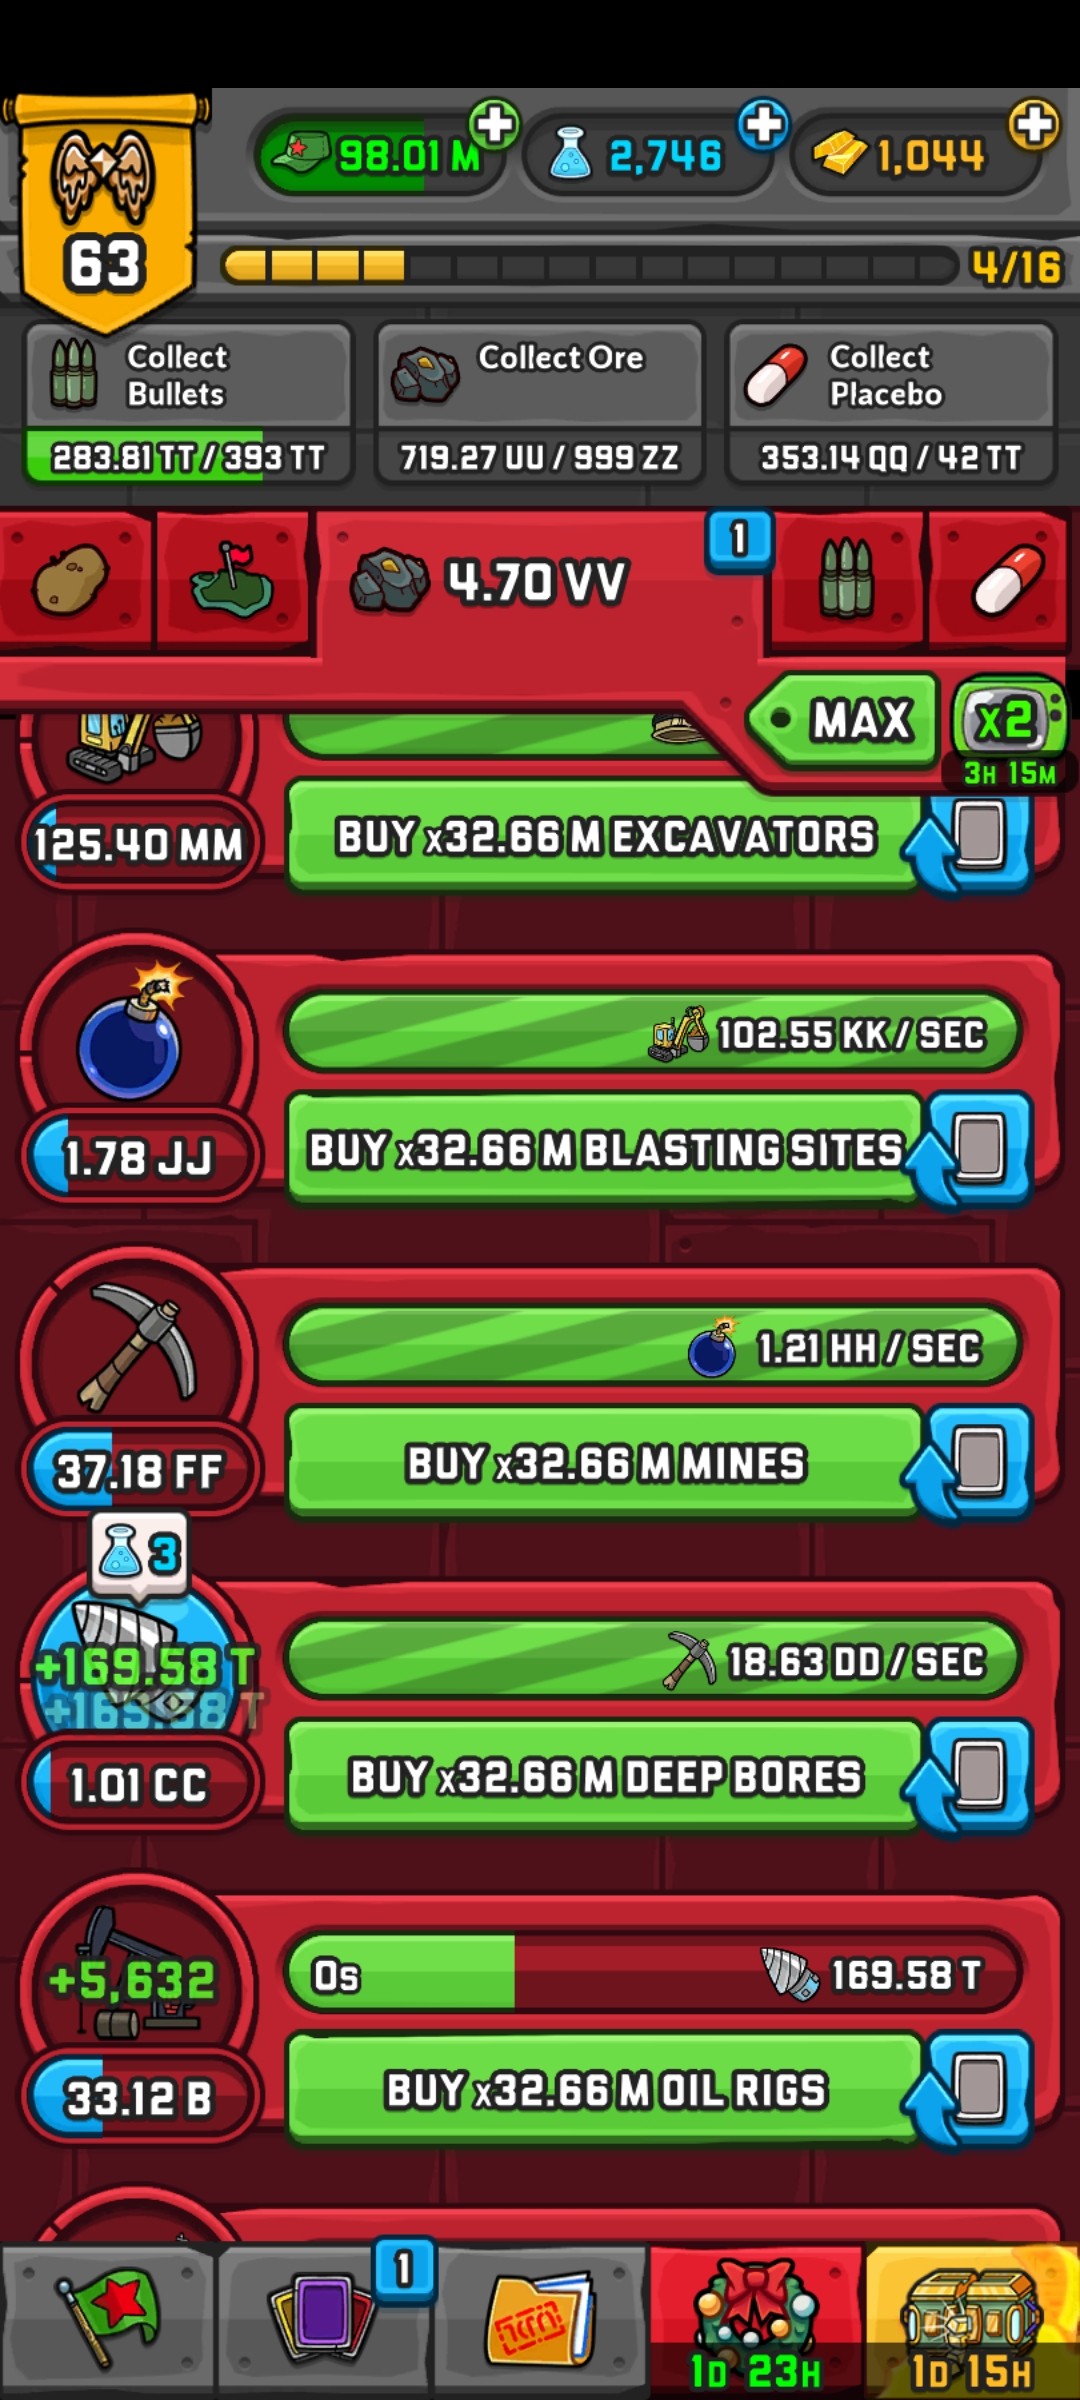 98.01 M
2,746
1,044
63
4/16
Collect
Bullets
283.81 TT / 393 TT
Collect Ore
719.27 UU / 999 ZZ
Collect
Placebo
353.14 QQ / 42 TT
4.70 VV
1
MAX
x2
3H 15M
125.40 MM
BUY x32.66 M EXCAVATORS
102.55 KK / SEC
1.78 JJ
BUY x32.66 M BLASTING SITES
1.21 HH / SEC
37.18 FF
BUY x32.66 M MINES
3
+169.58 T
+169.58 T
18.63 DD / SEC
1.01 CC
BUY x32.66 M DEEP BORES
+5,632
0s
169.58 T
33.12 B
BUY x32.66 M OIL RIGS
1
1D 23H
1D 15H